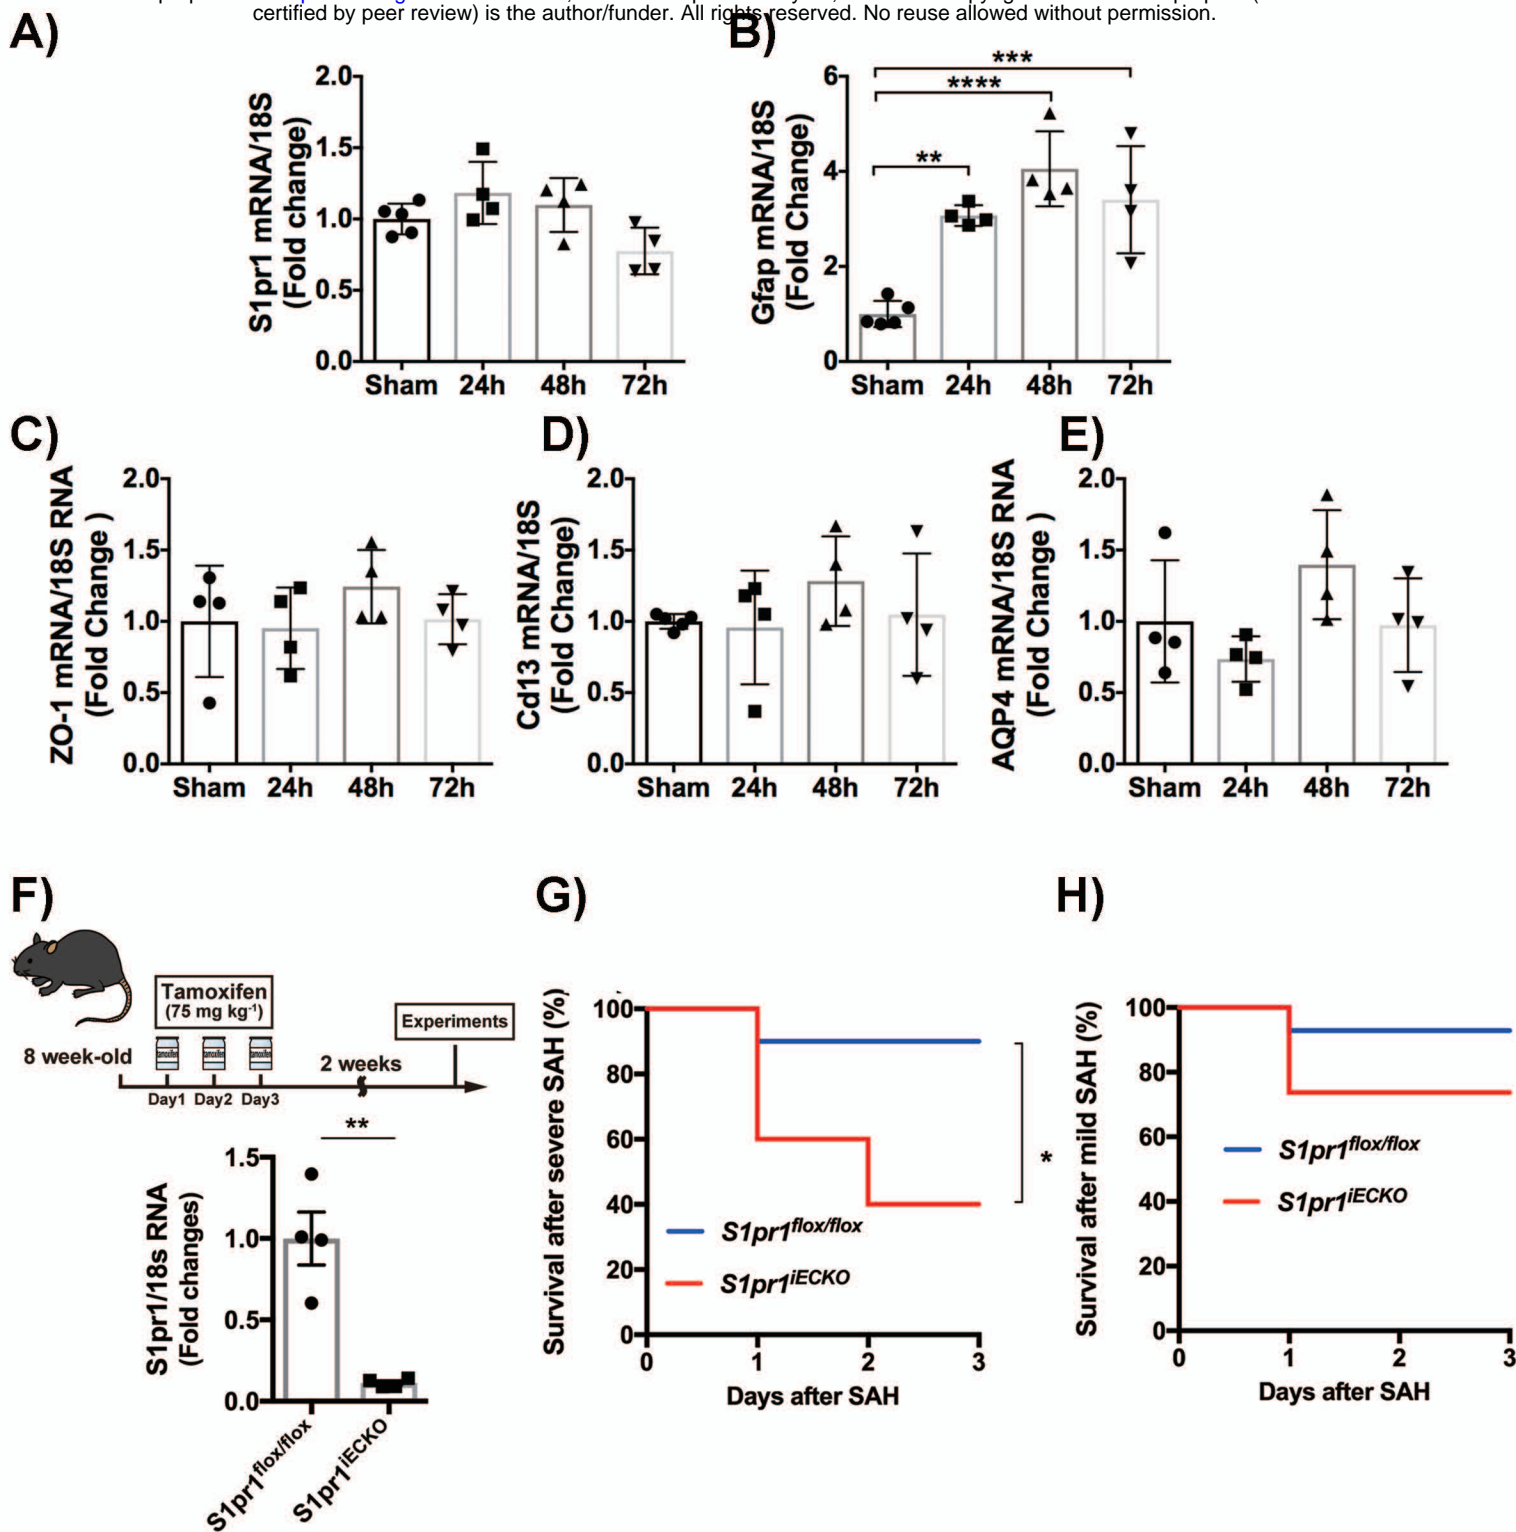 certified by peer review) is the author/funder. All rights reserved. No reuse allowed without permission.
A)
S1pr1 mRNA/18S
(Fold change)
2.0
1.5
1.0
0.5
0.0
Sham 24h 48h 72h
B)
Gfap mRNA/18S
(Fold Change)
6
4
2
0
***
****
**
Sham 24h 48h 72h
C)
ZO-1 mRNA/18S RNA
(Fold Change )
2.0
1.5
1.0
0.5
0.0
Sham 24h 48h 72h
D)
Cd13 mRNA/18S
(Fold Change)
2.0
1.5
1.0
0.5
0.0
Sham 24h 48h 72h
E)
AQP4 mRNA/18S RNA
(Fold Change )
2.0
1.5
1.0
0.5
0.0
Sham 24h 48h 72h
F)
Tamoxifen
(75 mg kg-1)
Experiments
8 week-old
tamoxifen tamoxifen tamoxifen
2 weeks
Day1 Day2 Day3
**
S1pr1/18s RNA
(Fold changes)
1.5
1.0
0.5
0.0
S1pr1flox/flox
S1pr1iECKO
G)
Survival after severe SAH (%)
100
80
60
40
20
0
*
S1pr1flox/flox
S1pr1iECKO
0 1 2 3
Days after SAH
H)
Survival after mild SAH (%)
100
80
60
40
20
0
S1pr1flox/flox
S1pr1iECKO
0 1 2 3
Days after SAH